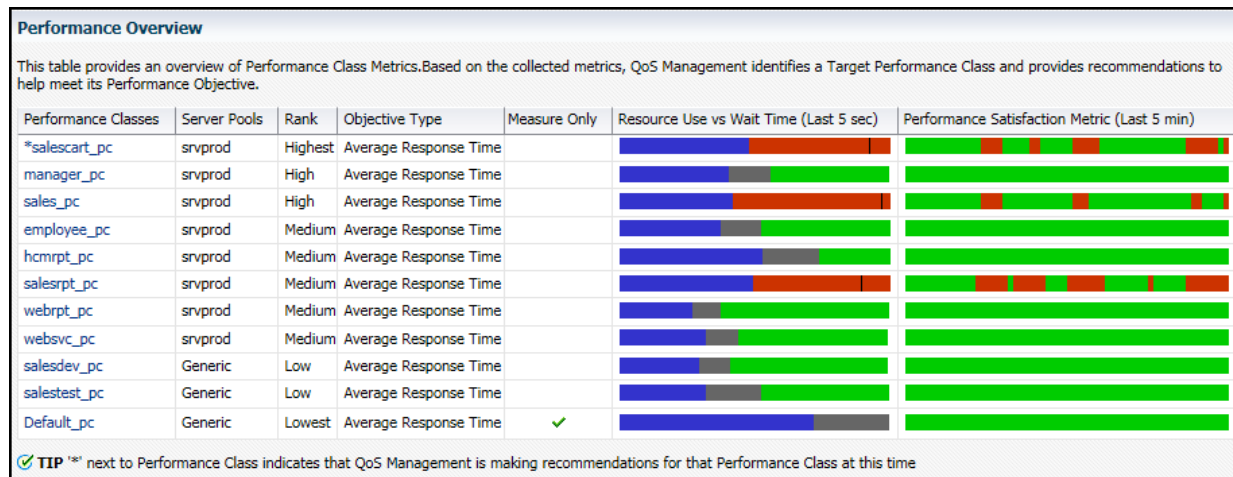 Performance Overview
This table provides an overview of Performance Class Metrics.Based on the collected metrics, QoS Management identifies a Target Performance Class and provides recommendations to
help meet its Performance Objective.
Performance Classes Server Pools Rank Objective Type Measure Only Resource Use vs Wait Time (Last 5 sec) Performance Satisfaction Metric (Last 5 min)
*salescart_pc srvprod Highest Average Response Time
manager_pc srvprod High Average Response Time
sales_pc srvprod High Average Response Time
employee_pc srvprod Medium Average Response Time
hcmrpt_pc srvprod Medium Average Response Time
salesrpt_pc srvprod Medium Average Response Time
webrpt_pc srvprod Medium Average Response Time
websvc_pc srvprod Medium Average Response Time
salesdev_pc Generic Low Average Response Time
salestest_pc Generic Low Average Response Time
Default_pc Generic Lowest Average Response Time
TIP '*' next to Performance Class indicates that QoS Management is making recommendations for that Performance Class at this time